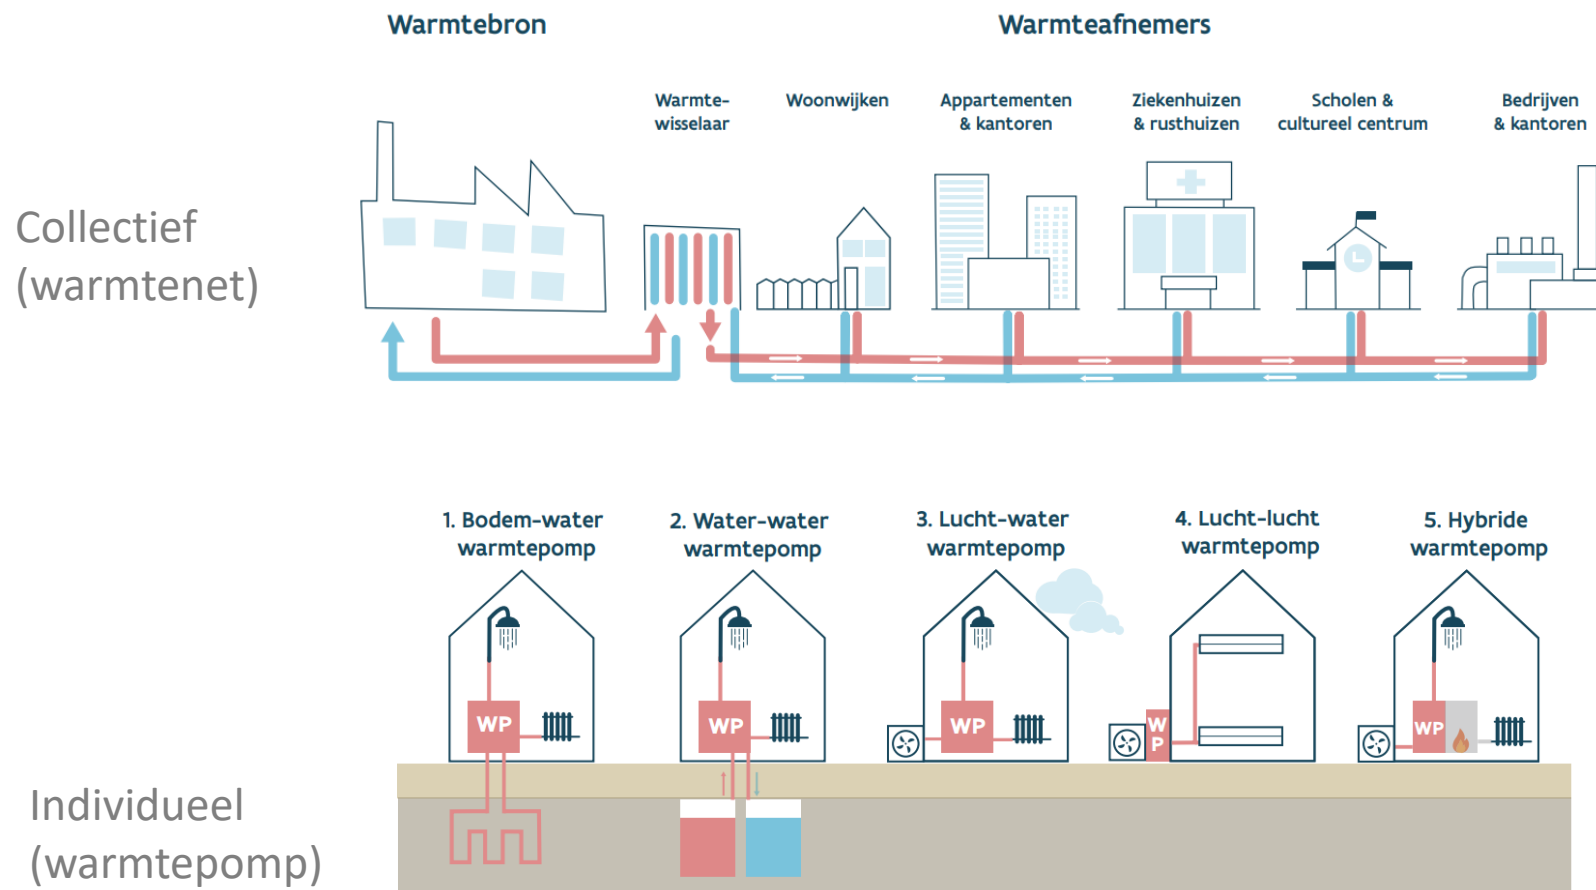 Warmtebron
Warmteafnemers
Warmte-
wisselaar
Woonwijken
Appartementen
& kantoren
Ziekenhuizen
& rusthuizen
Scholen &
cultureel centrum
Bedrijven
& kantoren
Collectief
(warmtenet)
1. Bodem-water
warmtepomp
2. Water-water
warmtepomp
3. Lucht-water
warmtepomp
4. Lucht-lucht
warmtepomp
5. Hybride
warmtepomp
WP
WP
WP
W
P
WP
Individueel
(warmtepomp)